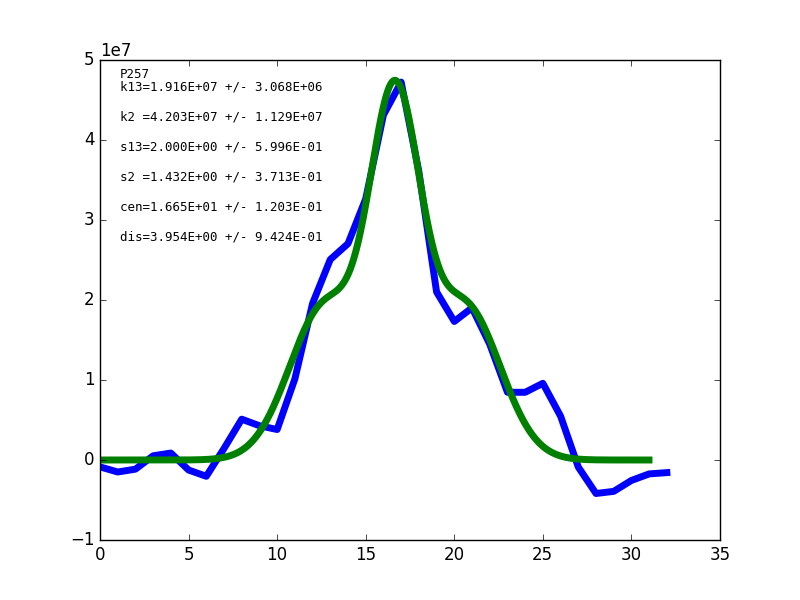 1e7
P257
k13=1.916E+07 +/- 3.068E+06
k2 =4.203E+07 +/- 1.129E+07
s13=2.000E+00 +/- 5.996E-01
s2 =1.432E+00 +/- 3.713E-01
cen=1.665E+01 +/- 1.203E-01
dis=3.954E+00 +/- 9.424E-01
5
4
3
2
1
0
−1
0 5 10 15 20 25 30 35